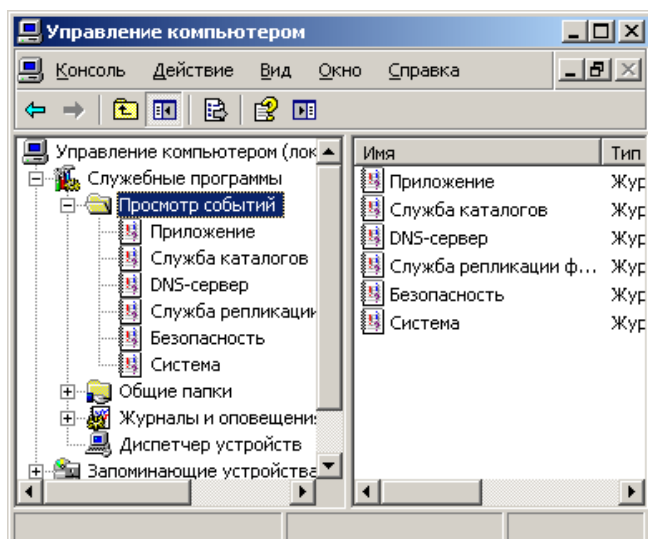 Управление компьютером
Консоль Действие Вид Окно Справка
Управление компьютером (лок
Служебные программы
Просмотр событий
Приложение
Служба каталогов
DNS-сервер
Служба репликации
Безопасность
Система
Общие папки
Журналы и оповещени
Диспетчер устройств
Запоминающие устройства
Имя Тип
Приложение Жур
Служба каталогов Жур
DNS-сервер Жур
Служба репликации ф... Жур
Безопасность Жур
Система Жур